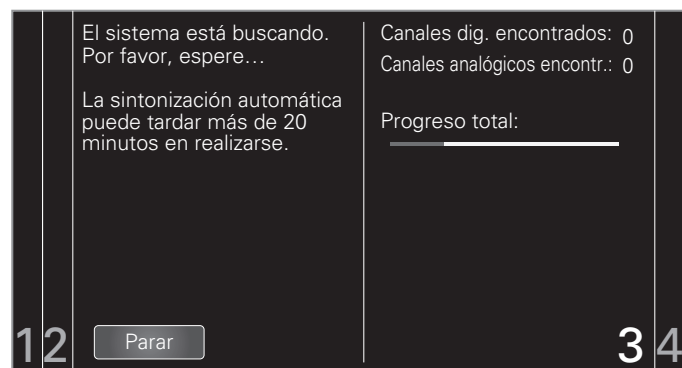 El sistema está buscando.
Por favor, espere…
La sintonización automática
puede tardar más de 20
minutos en realizarse.
Canales dig. encontrados: 0
Canales analógicos encontr.: 0
Progreso total:
1 2
Parar
3 4